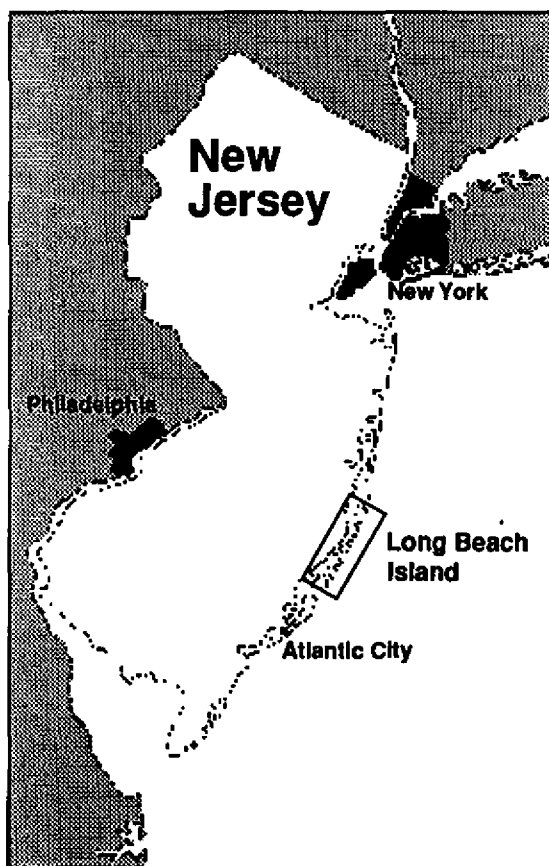 New
Jersey
New York
Philadelphia
Long Beach
Island
Atlantic City